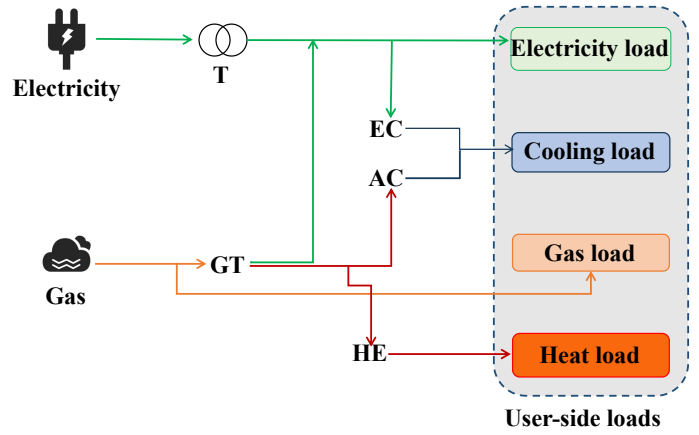 Electricity
T
Electricity load
EC
Cooling load
AC
Gas
GT
Gas load
HE
Heat load
User-side loads